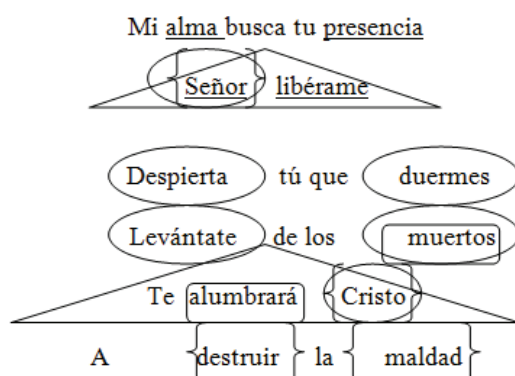 Mi alma busca tu presencia
Señor libérame
Despierta tú que duermes
Levántate de los muertos
Te alumbrará Cristo
A destruir la maldad